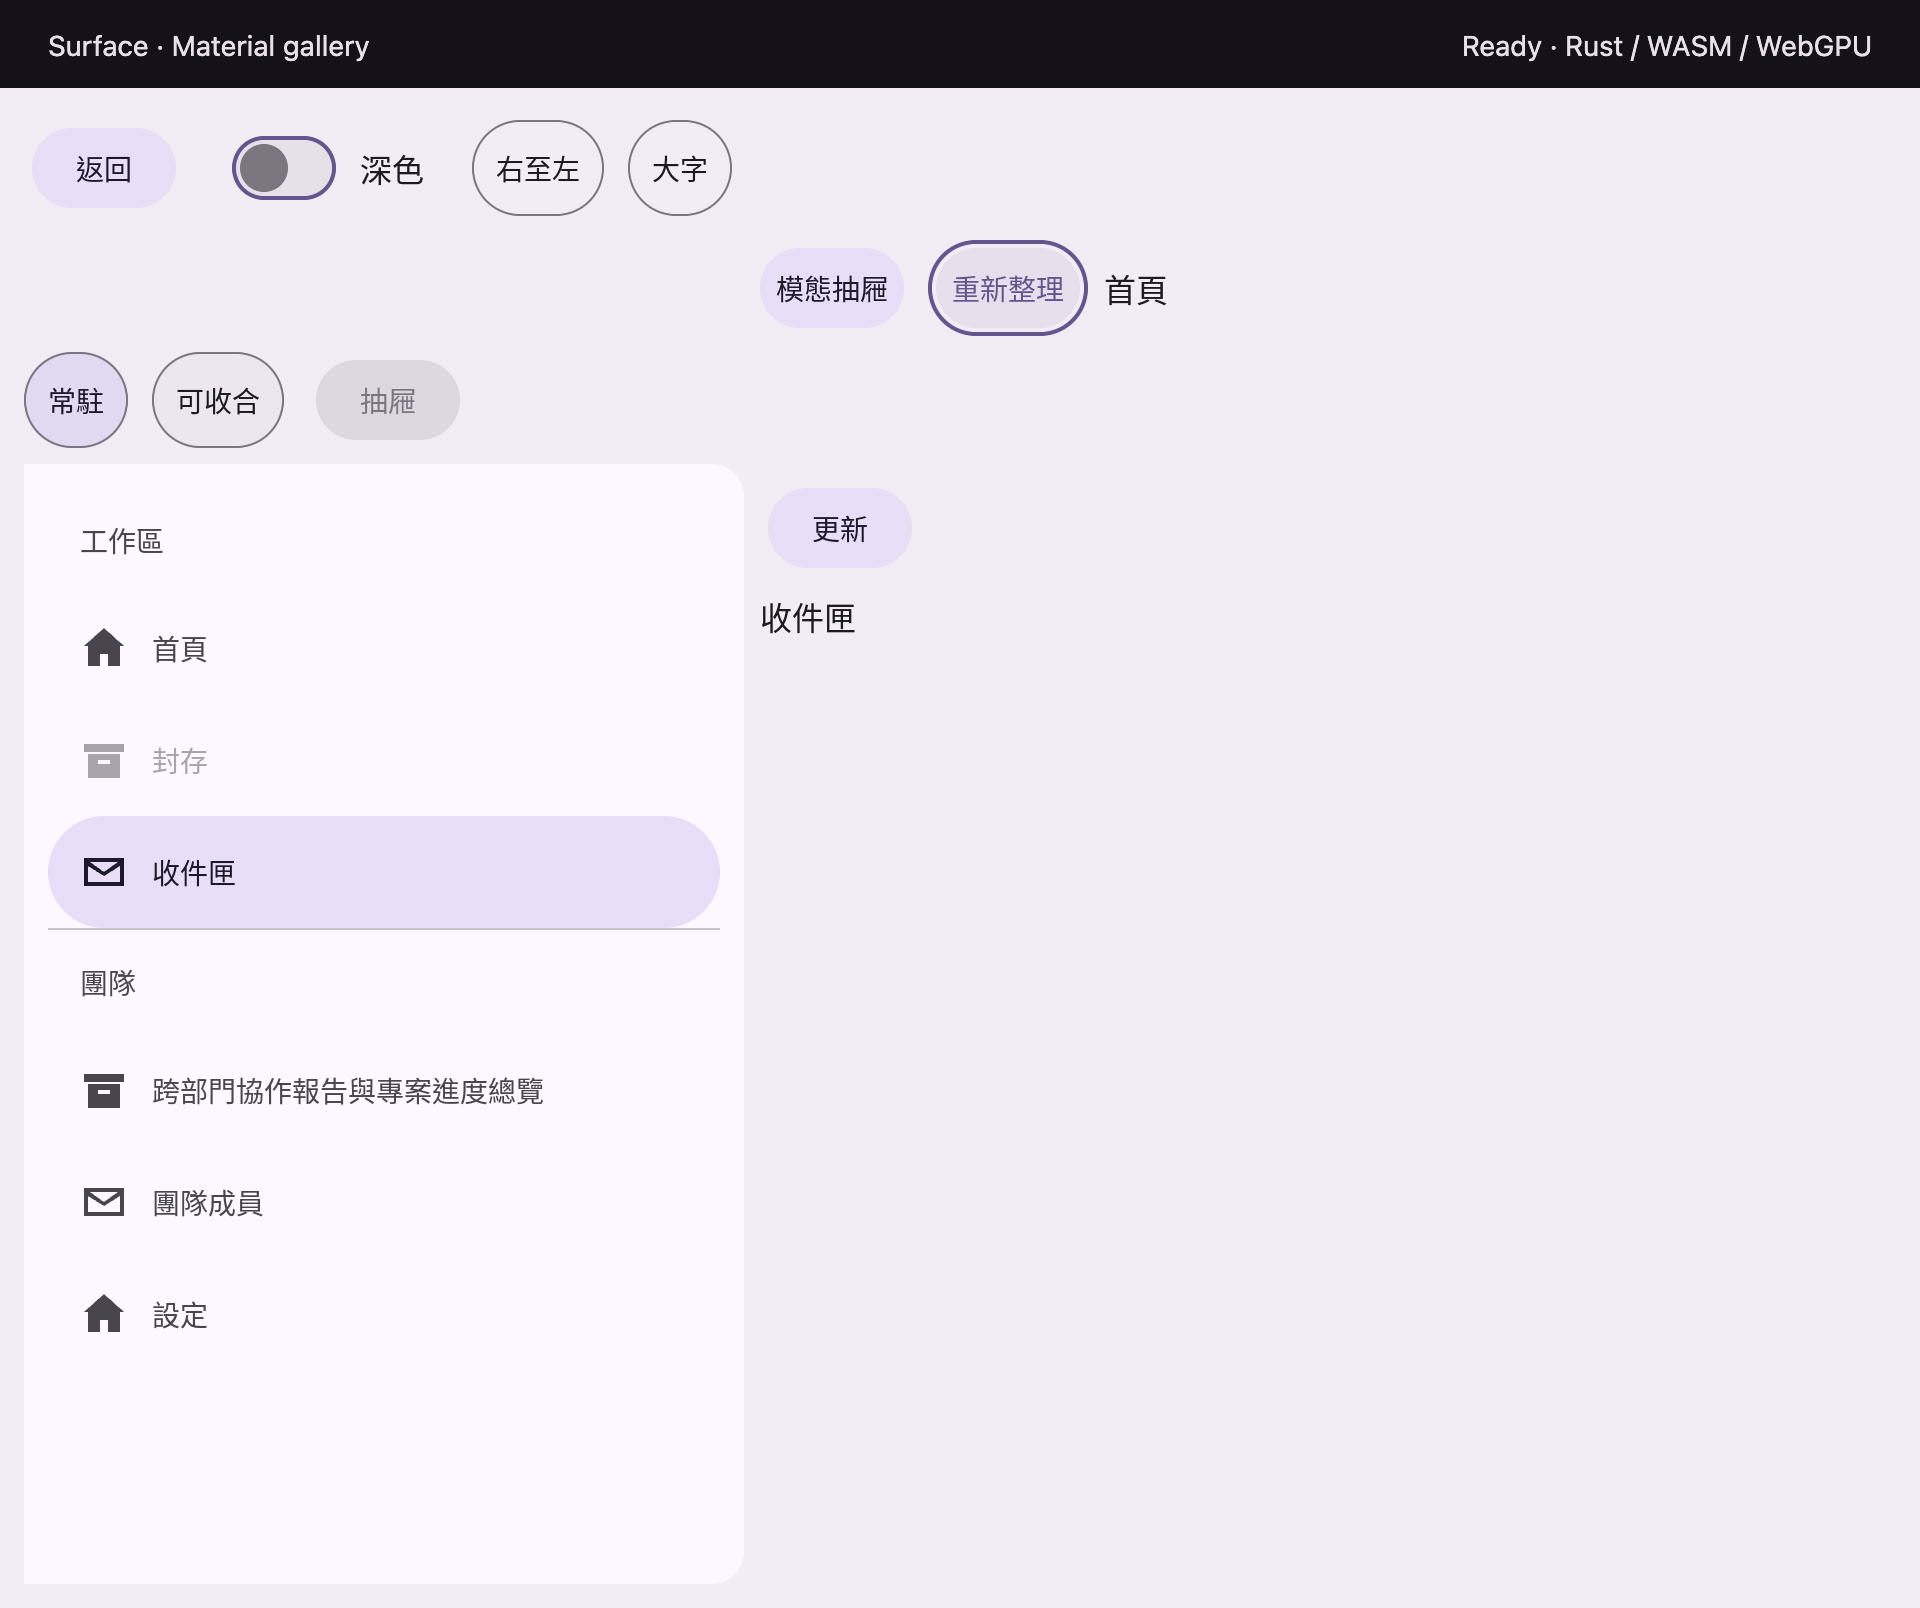 Surface · Material gallery
Ready · Rust / WASM / WebGPU
返回
深色
右至左
大字
模態抽屜
重新整理
首頁
常駐
可收合
抽屜
工作區
首頁
封存
收件匣
團隊
跨部門協作報告與專案進度總覽
團隊成員
設定
更新
收件匣